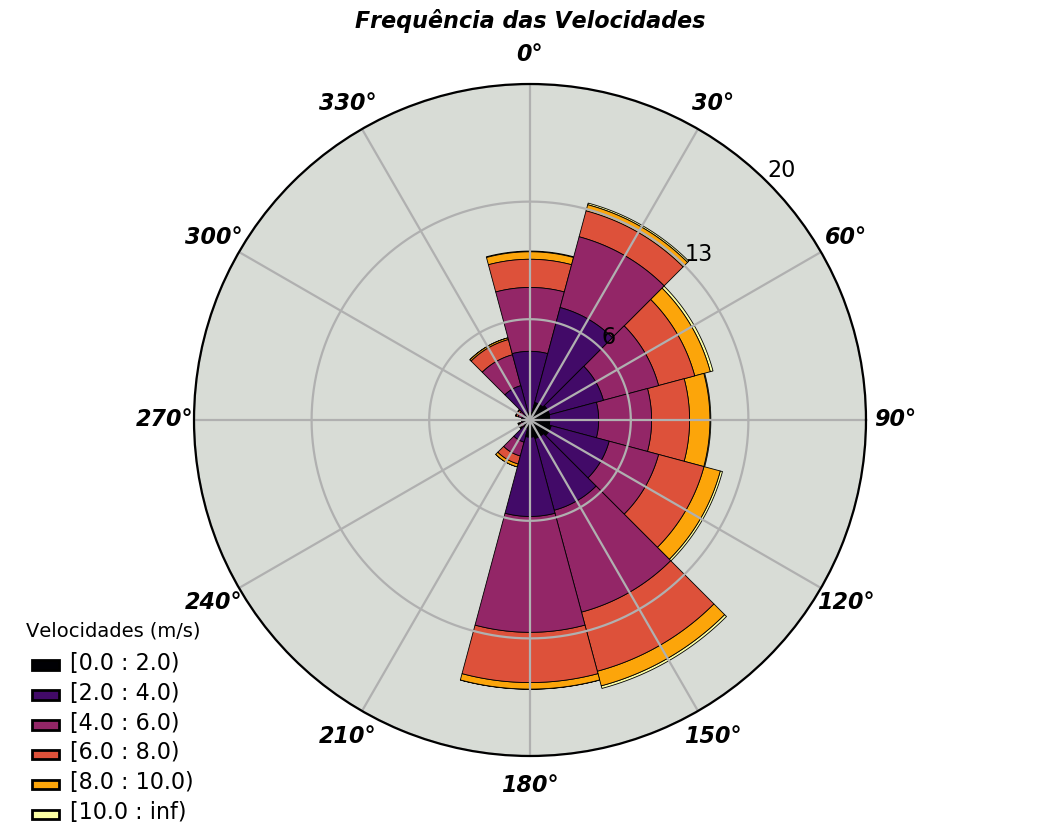 Frequência das Velocidades
0°
330°
30°
20
300°
60°
13
6
270°
90°
240°
120°
210°
150°
180°
Velocidades (m/s)
[0.0 : 2.0)
[2.0 : 4.0)
[4.0 : 6.0)
[6.0 : 8.0)
[8.0 : 10.0)
[10.0 : inf)